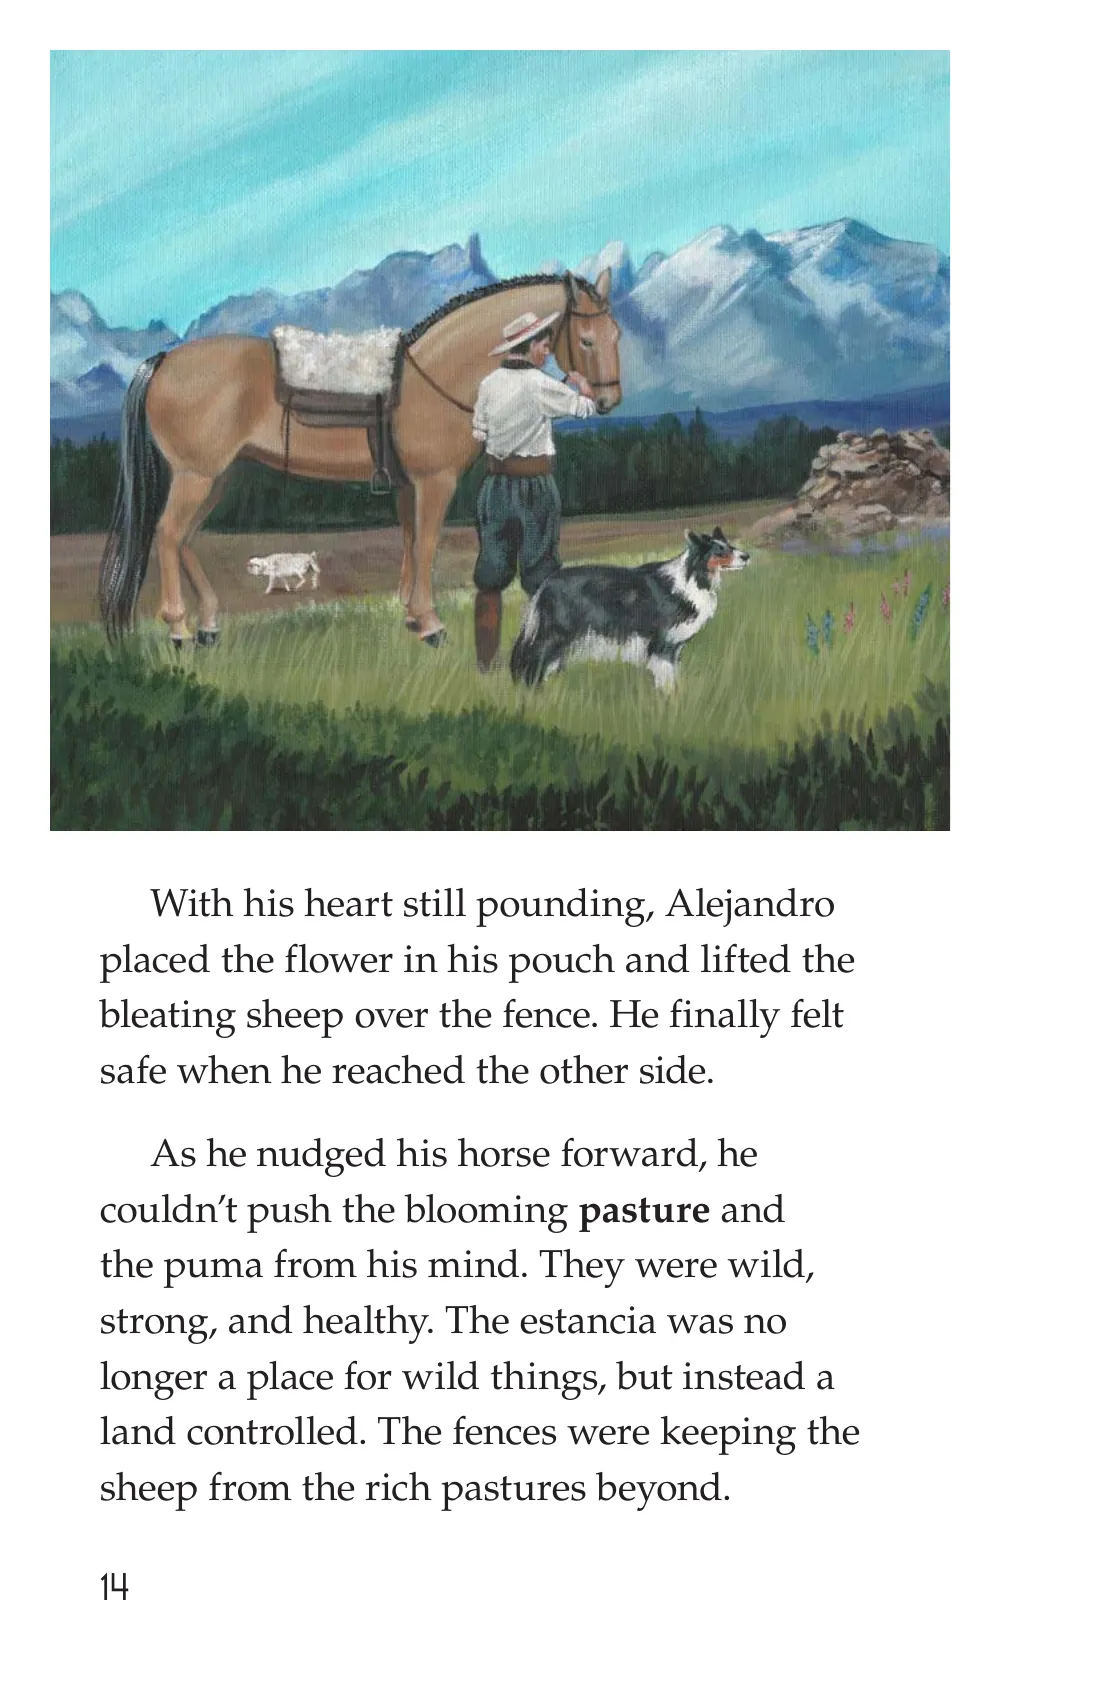 With his heart still pounding, Alejandro
placed the flower in his pouch and lifted the
bleating sheep over the fence. He finally felt
safe when he reached the other side.
As he nudged his horse forward, he
couldn’t push the blooming pasture and
the puma from his mind. They were wild,
strong, and healthy. The estancia was no
longer a place for wild things, but instead a
land controlled. The fences were keeping the
sheep from the rich pastures beyond.
14